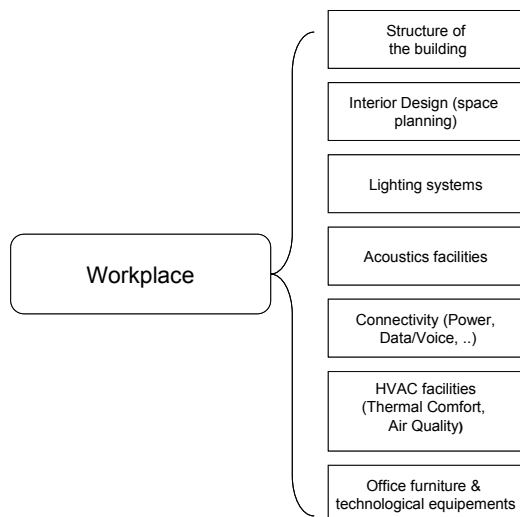 Structure of
the building
Interior Design (space
planning)
Lighting systems
Acoustics facilities
Workplace
Connectivity (Power,
Data/Voice, ..)
HVAC facilities
(Thermal Comfort,
Air Quality)
Office furniture &
technological equipements